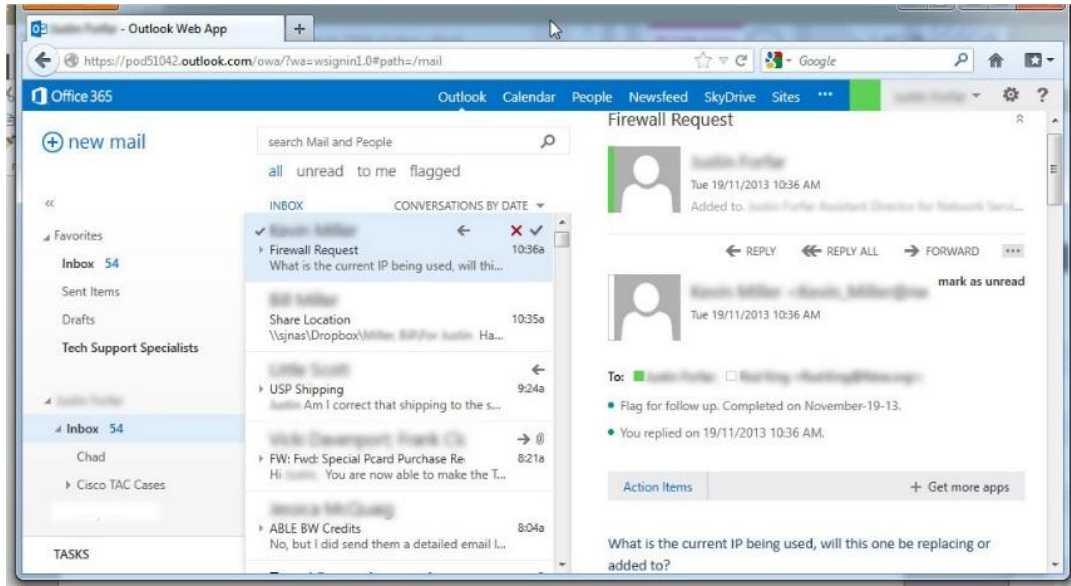 - Outlook Web App
https://pod51042.outlook.com/owa/?wa=wsignin1.0#path=/mail
Google
Office 365
Outlook Calendar People Newsfeed SkyDrive Sites ...
?
new mail
search Mail and People
all unread to me flagged
INBOX CONVERSATIONS BY DATE
Favorites
Inbox 54
Sent Items
Drafts
Tech Support Specialists
Inbox 54
Chad
Cisco TAC Cases
TASKS
Firewall Request 10:36a
What is the current IP being used, will thi...
Share Location 10:35a
\\sjnas\Dropbox\ Ha...
USP Shipping 9:24a
Am I correct that shipping to the s...
FW: Fwd: Special Pcard Purchase Re 8:21a
Hi You are now able to make the T...
ABLE BW Credits 8:04a
No, but I did send them a detailed email l...
Firewall Request
Tue 19/11/2013 10:36 AM
Added to.
REPLY REPLY ALL FORWARD ...
mark as unread
Tue 19/11/2013 10:36 AM
To:
Flag for follow up. Completed on November-19-13.
You replied on 19/11/2013 10:36 AM.
Action Items + Get more apps
What is the current IP being used, will this one be replacing or
added to?